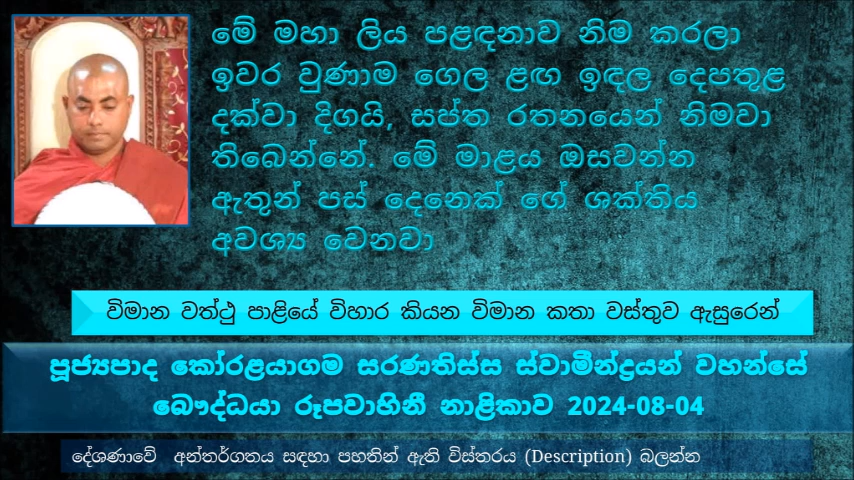 මේ මහා ලිය පළඳනාව නිම කරලා
ඉවර වුණාම ගෙල ළඟ ඉඳල දෙපතුළ
දක්වා දිගයි, සප්ත රතනයෙන් නිමවා
තිබෙන්නේ. මේ මාළය ඔසවන්න
ඇතුන් පස් දෙනෙක් ගේ ශක්තිය
අවශ්‍ය වෙනවා
විමාන වත්ථු පාළියේ විහාර කියන විමාන කතා වස්තුව ඇසුරෙන්
පූජ්‍යපාද කෝරළයාගම සරණතිස්ස ස්වාමීන්ද්‍රයන් වහන්සේ
බෞද්ධයා රූපවාහිනී නාළිකාව 2024-08-04
දේශණාවේ අන්තර්ගතය සඳහා පහතින් ඇති විස්තරය (Description) බලන්න